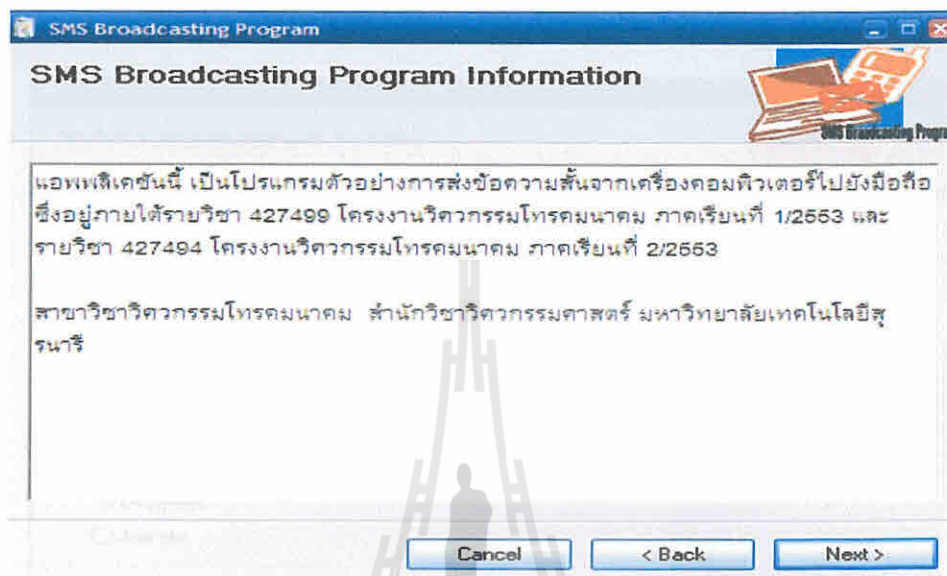 SMS Broadcasting Program
SMS Broadcasting Program Information
SMS Broadcasting Progra
แอพพลิเคชันนี้ เป็นโปรแกรมตัวอย่างการส่งข้อความสั้นจากเครื่องคอมพิวเตอร์ไปยังมือถือ
ซึ่งอยู่ภายใต้รายวิชา 427499 โครงงานวิศวกรรมโทรคมนาคม ภาคเรียนที่ 1/2553 และ
รายวิชา 427494 โครงงานวิศวกรรมโทรคมนาคม ภาคเรียนที่ 2/2553
สาขาวิชาวิศวกรรมโทรคมนาคม สำนักวิชาวิศวกรรมศาสตร์ มหาวิทยาลัยเทคโนโลยีสุ
รนารี
Cancel
< Back
Next >